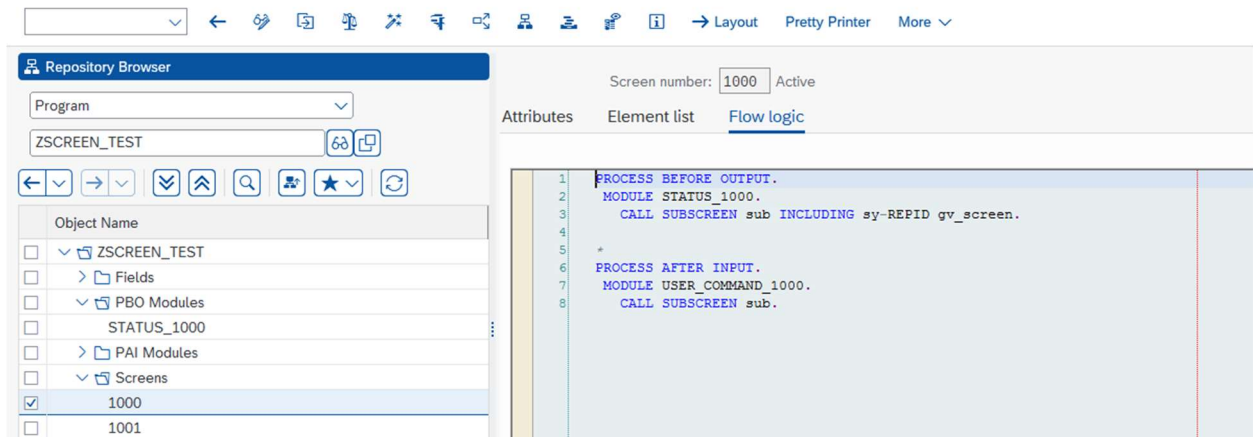 Layout Pretty Printer More
Repository Browser
Program
ZSCREEN_TEST
Object Name
ZSCREEN_TEST
Fields
PBO Modules
STATUS_1000
PAI Modules
Screens
1000
1001
Screen number: 1000 Active
Attributes Element list Flow logic
1 PROCESS BEFORE OUTPUT.
2 MODULE STATUS_1000.
3 CALL SUBSCREEN sub INCLUDING sy-REPID gv_screen.
4
5 *
6 PROCESS AFTER INPUT.
7 MODULE USER_COMMAND_1000.
8 CALL SUBSCREEN sub.